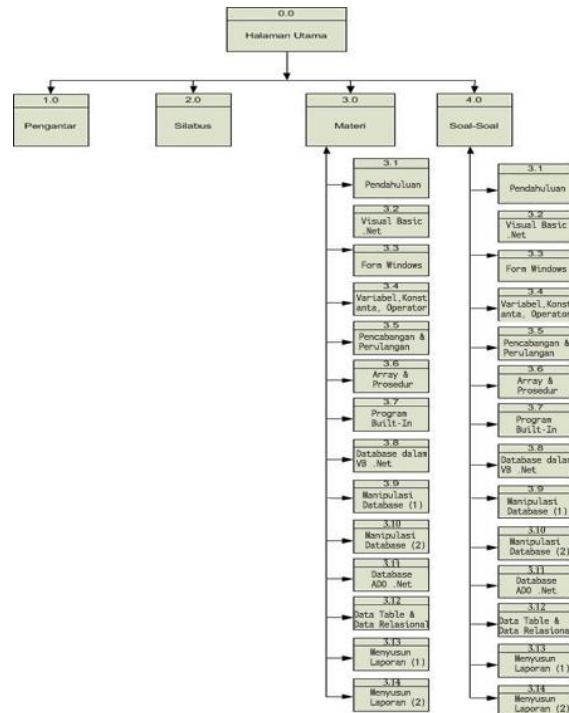 0.0
Halaman Utama
1.0
Pengantar
2.0
Silabus
3.0
Materi
4.0
Soal-Soal
3.1
Pendahuluan
3.2
Visual Basic
.Net
3.3
Form Windows
3.4
Variabel,Konst
anta, Operator
3.5
Pencabangan &
Perulangan
3.6
Array &
Prosedur
3.7
Program
Built-In
3.8
Database dalam
VB .Net
3.9
Manipulasi
Database (1)
3.10
Manipulasi
Database (2)
3.11
Database
ADO .Net
3.12
Data Table &
Data Relasional
3.13
Menyusun
Laporan (1)
3.14
Menyusun
Laporan (2)
3.1
Pendahuluan
3.2
Visual Basic
.Net
3.3
Form Windows
3.4
Variabel,Konst
anta, Operator
3.5
Pencabangan &
Perulangan
3.6
Array &
Prosedur
3.7
Program
Built-In
3.8
Database dalam
VB .Net
3.9
Manipulasi
Database (1)
3.10
Manipulasi
Database (2)
3.11
Database
ADO .Net
3.12
Data Table &
Data Relasional
3.13
Menyusun
Laporan (1)
3.14
Menyusun
Laporan (2)